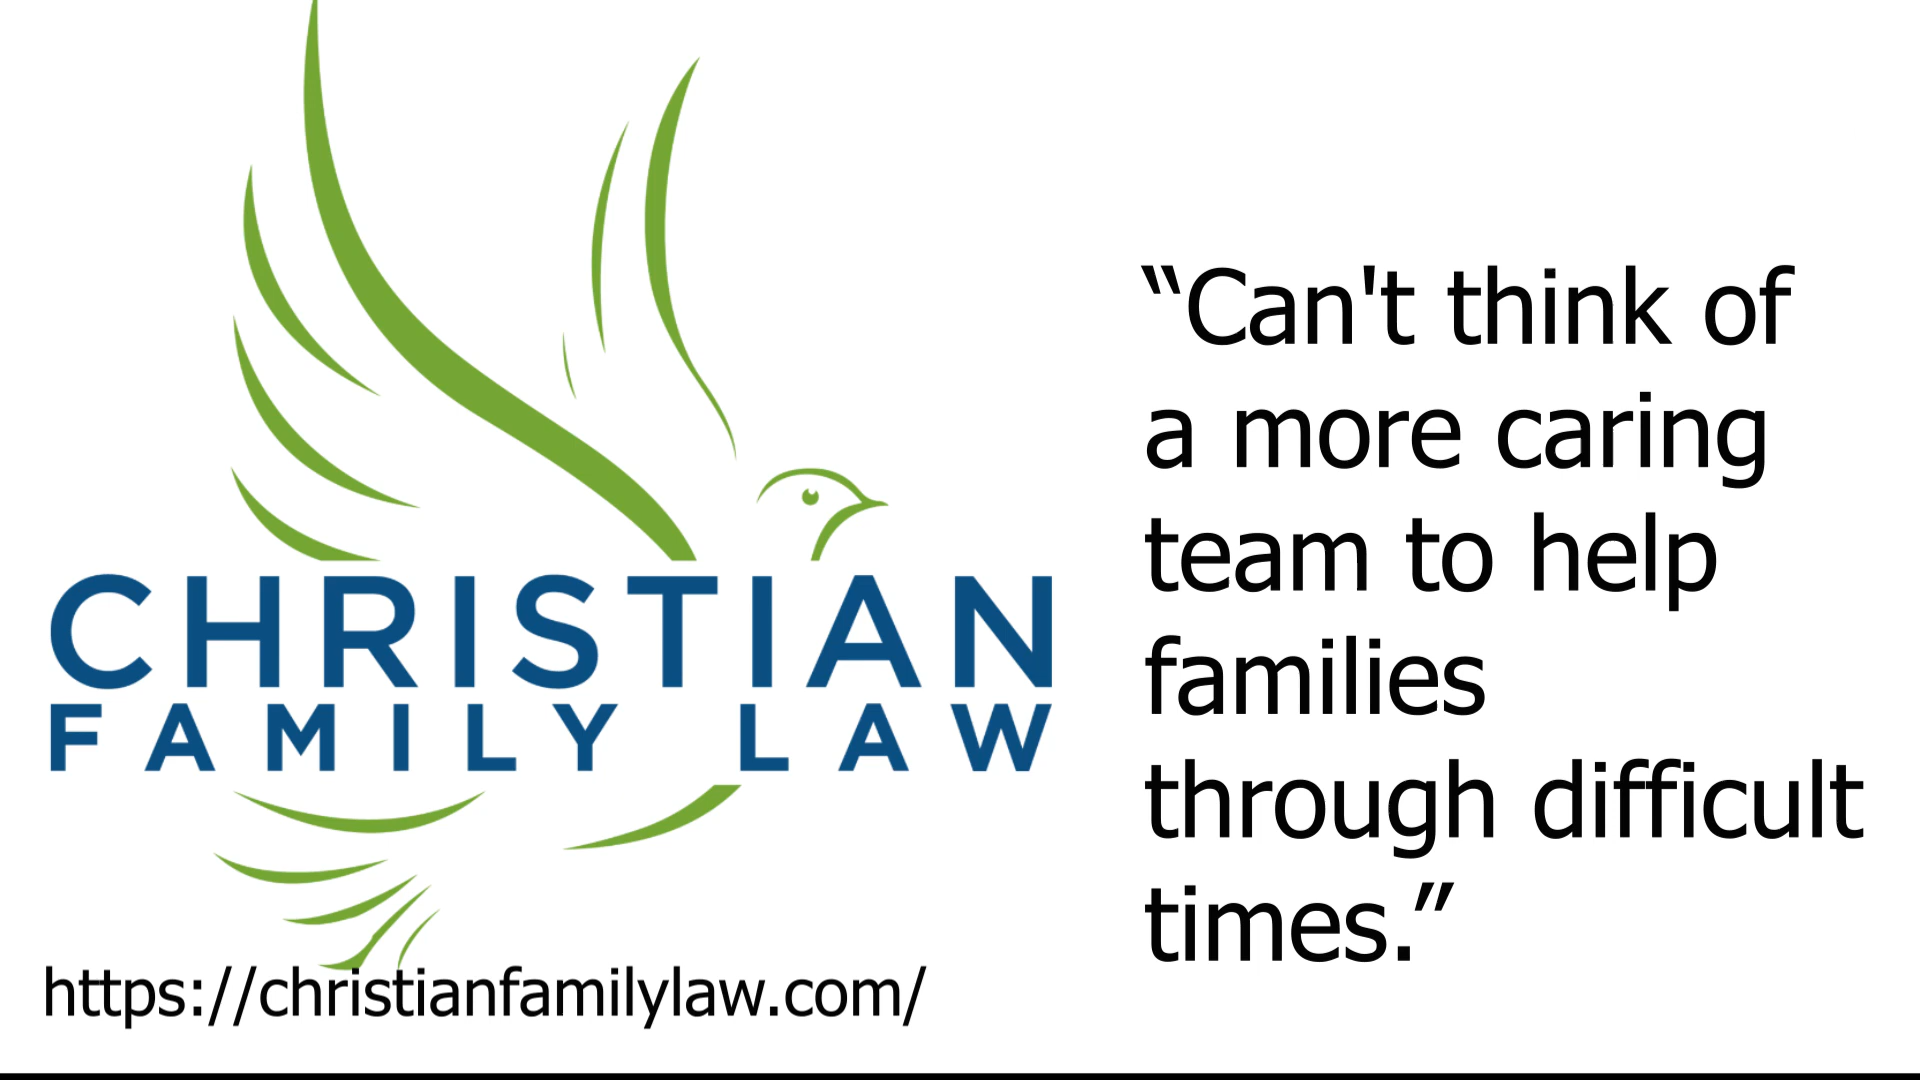 CHRISTIAN
FAMILY LAW
https://christianfamilylaw.com/
“Can't think of
a more caring
team to help
families
through difficult
times.”